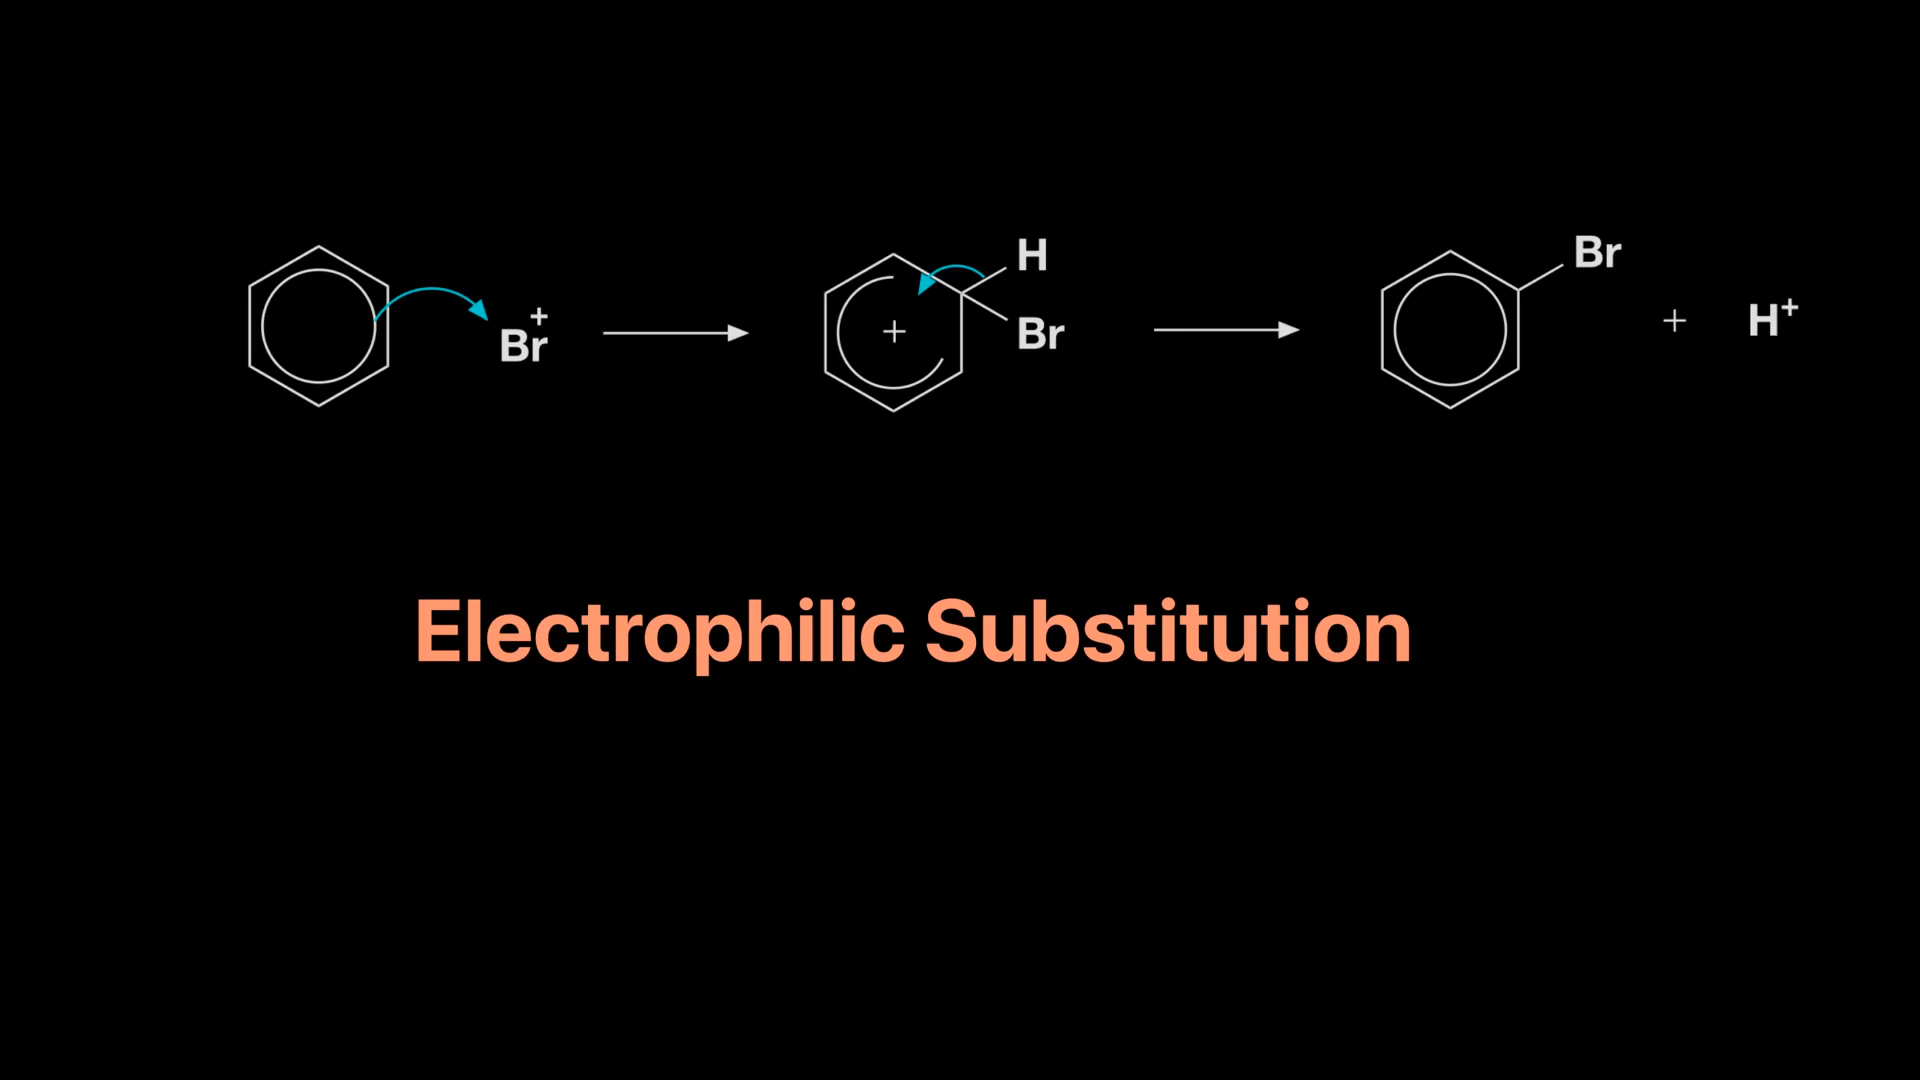 H
Br
Br+
+
Br
+
H+
Electrophilic Substitution